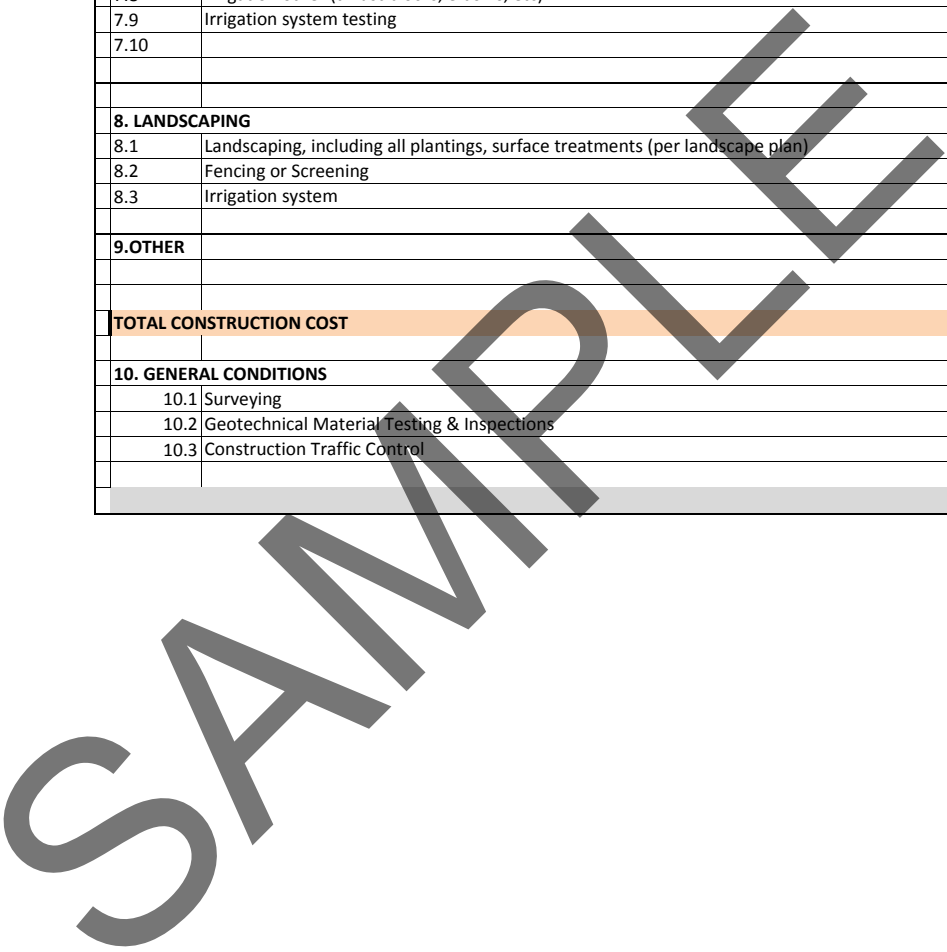 7.9 Irrigation system testing
7.10
8. LANDSCAPING
8.1 Landscaping, including all plantings, surface treatments (per landscape plan)
8.2 Fencing or Screening
8.3 Irrigation system
9.OTHER
TOTAL CONSTRUCTION COST
10. GENERAL CONDITIONS
10.1 Surveying
10.2 Geotechnical Material Testing & Inspections
10.3 Construction Traffic Control
SAMPLE